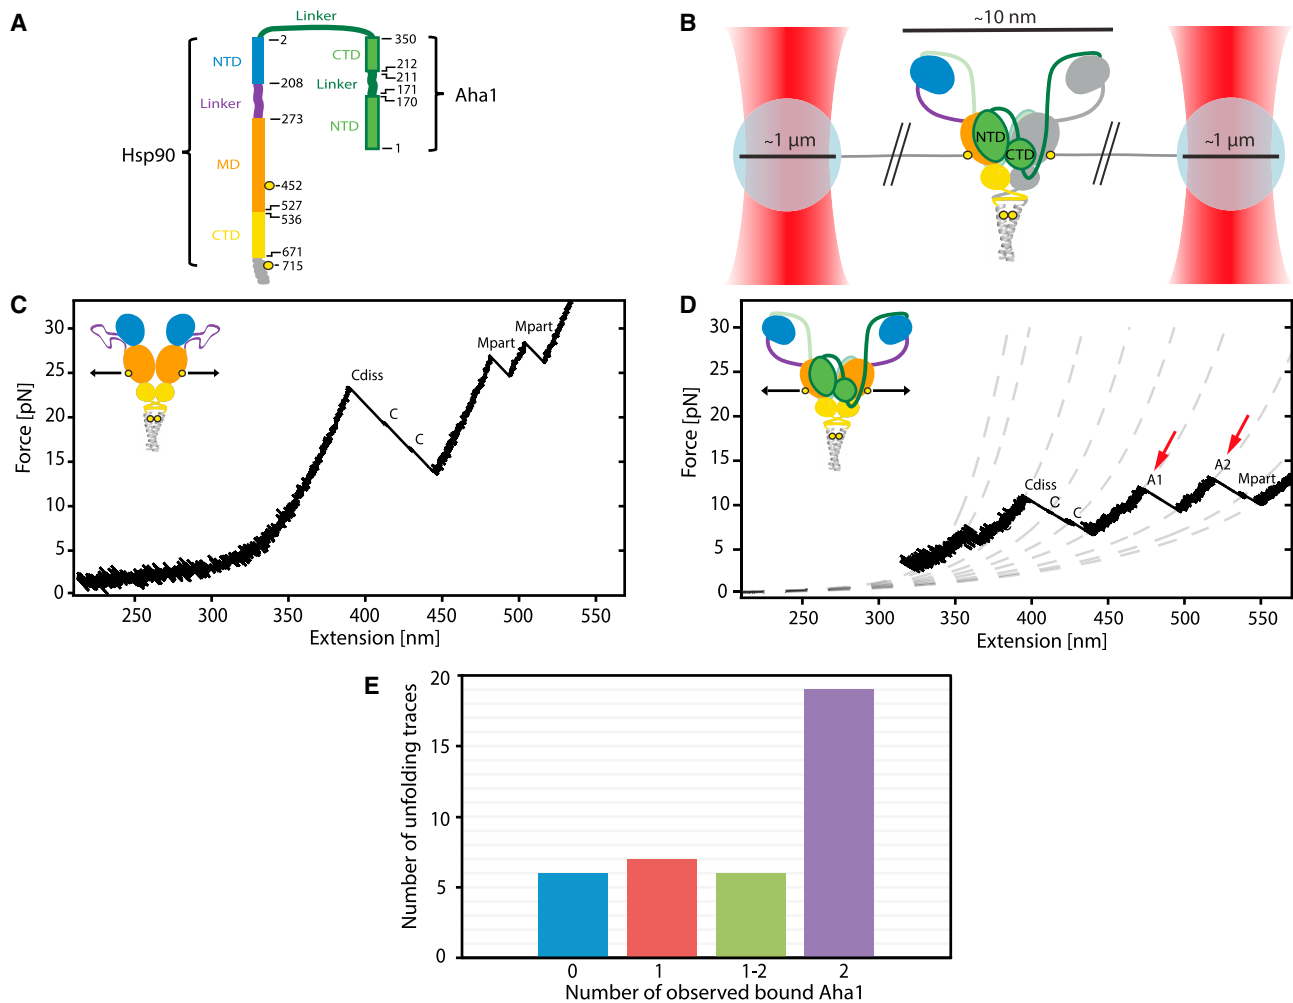 A
Linker
NTD
Linker
MD
CTD
Hsp90
2
208
273
452
527
536
671
715
CTD
Linker
NTD
350
212
211
171
170
1
Aha1
B
~10 nm
~1 µm
NTD
CTD
~1 µm
C
Force [pN]
30
25
20
15
10
5
0
Cdiss
C
C
Mpart
Mpart
250
300
350
400
450
500
550
Extension [nm]
D
Force [pN]
30
25
20
15
10
5
0
Cdiss
C
C
C
A1
A2
Mpart
250
300
350
400
450
500
550
Extension [nm]
E
Number of unfolding traces
20
15
10
5
0
0
1
1-2
2
Number of observed bound Aha1